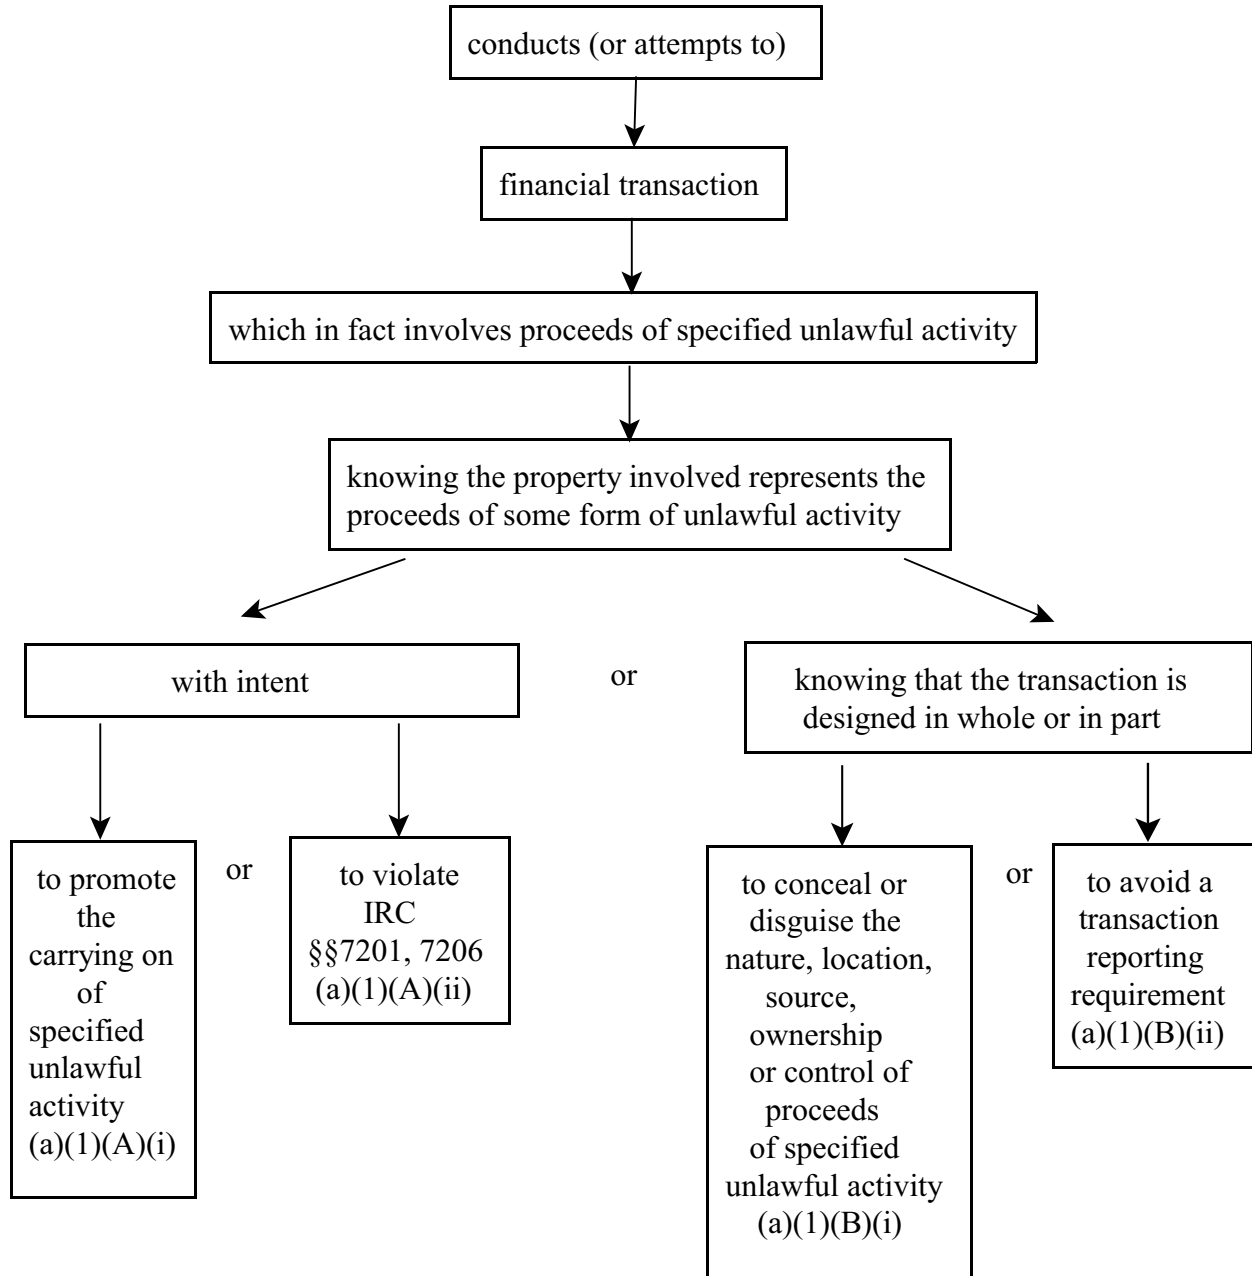 conducts (or attempts to)
financial transaction
which in fact involves proceeds of specified unlawful activity
knowing the property involved represents the
proceeds of some form of unlawful activity
with intent
or
knowing that the transaction is
designed in whole or in part
to promote
the
carrying on
of
specified
unlawful
activity
(a)(1)(A)(i)
or
to violate
IRC
§§7201, 7206
(a)(1)(A)(ii)
to conceal or
disguise the
nature, location,
source,
ownership
or control of
proceeds
of specified
unlawful activity
(a)(1)(B)(i)
or
to avoid a
transaction
reporting
requirement
(a)(1)(B)(ii)